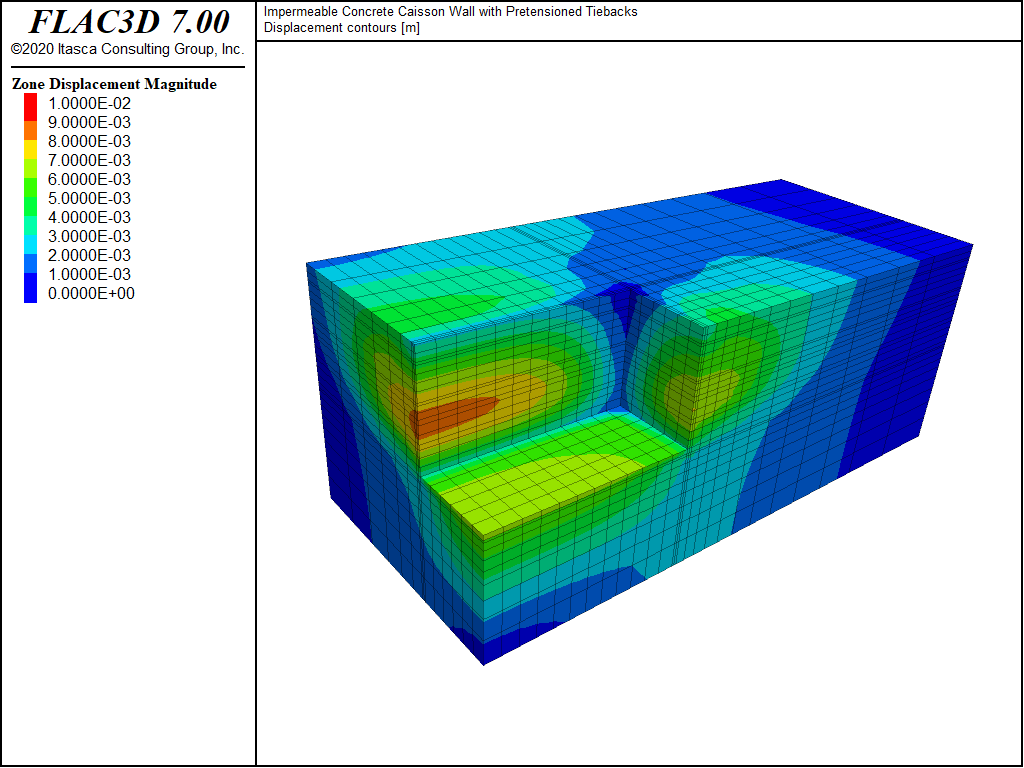 FLAC3D 7.00
©2020 Itasca Consulting Group, Inc.
Zone Displacement Magnitude
1.0000E-02
9.0000E-03
8.0000E-03
7.0000E-03
6.0000E-03
5.0000E-03
4.0000E-03
3.0000E-03
2.0000E-03
1.0000E-03
0.0000E+00
Impermeable Concrete Caisson Wall with Pretensioned Tiebacks
Displacement contours [m]